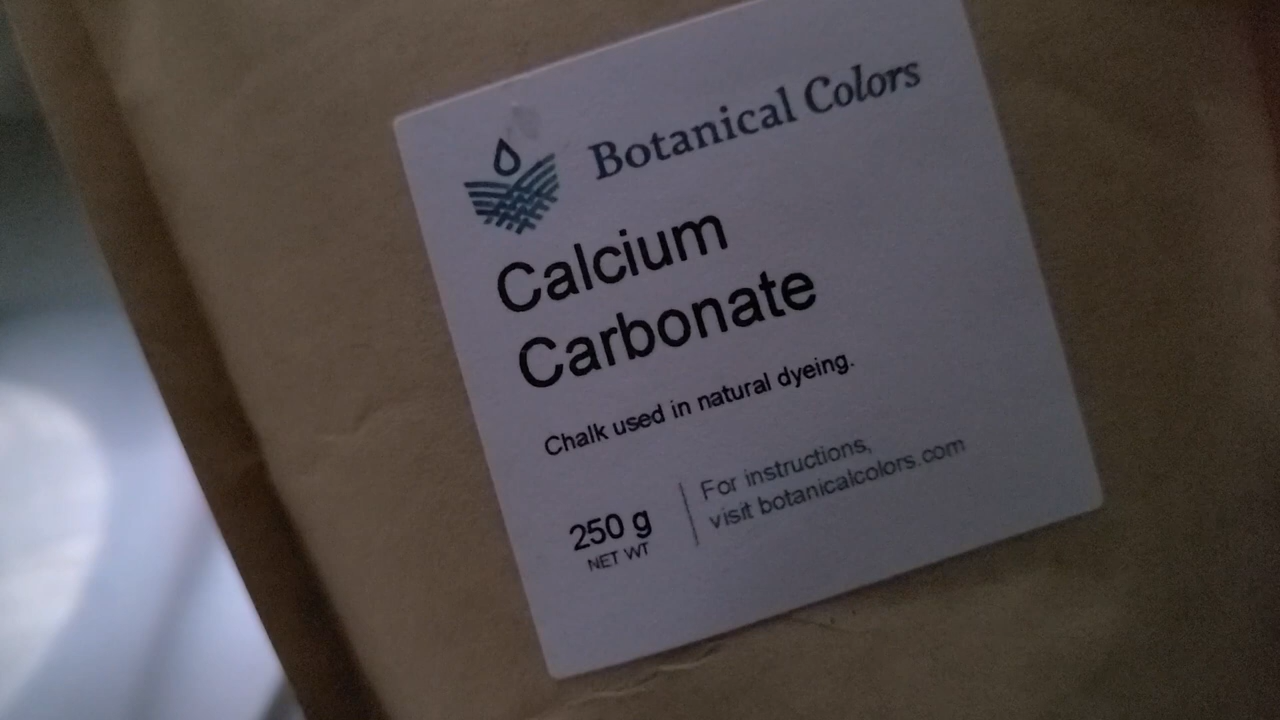 Botanical Colors
Calcium
Carbonate
Chalk used in natural dyeing.
250 g
NET WT
For instructions,
visit botanicalcolors.com